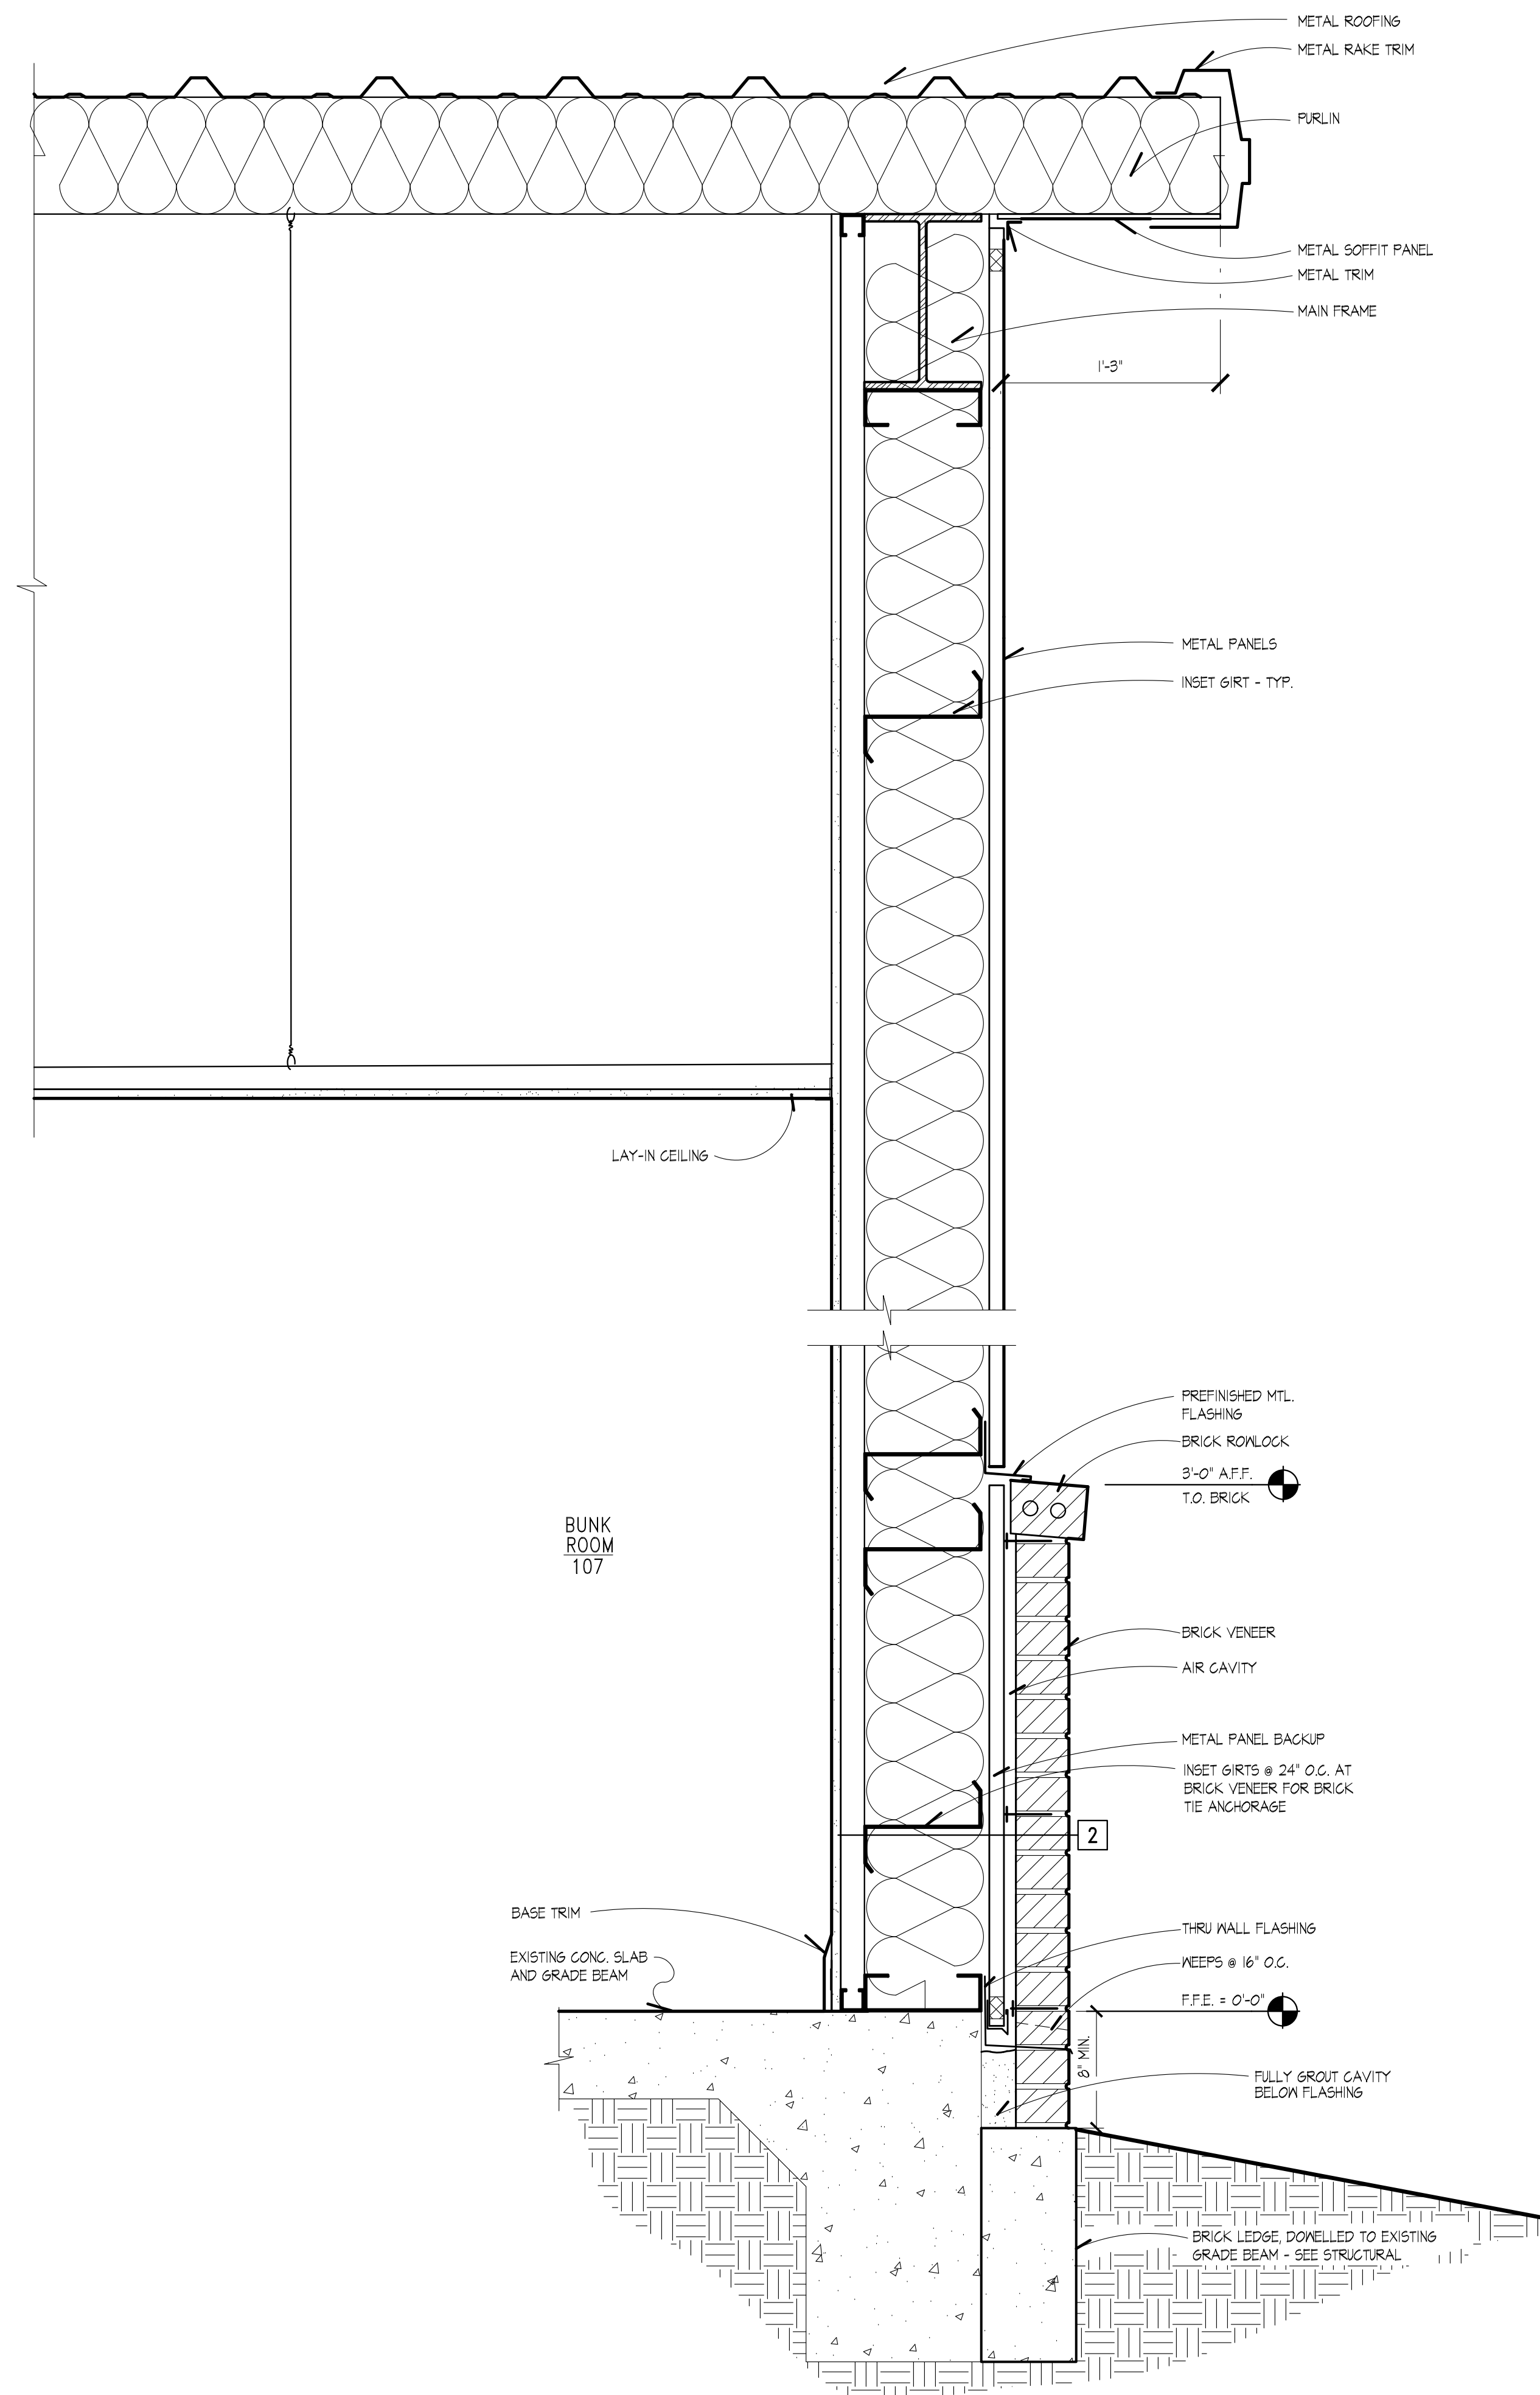 METAL ROOFING
METAL RAKE TRIM
PURLIN
METAL SOFFIT PANEL
METAL TRIM
MAIN FRAME
1'-3"
METAL PANELS
INSET GIRT - TYP.
LAY-IN CEILING
PREFINISHED MTL.
FLASHING
BRICK ROWLOCK
3'-0" A.F.F.
T.O. BRICK
BUNK
ROOM
107
BRICK VENEER
AIR CAVITY
METAL PANEL BACKUP
INSET GIRTS @ 24" O.C. AT
BRICK VENEER FOR BRICK
TIE ANCHORAGE
2
BASE TRIM
THRU WALL FLASHING
EXISTING CONC. SLAB
AND GRADE BEAM
WEEPS @ 16" O.C.
F.F.E. = 0'-0"
8" MIN.
FULLY GROUT CAVITY
BELOW FLASHING
BRICK LEDGE, DOWELLED TO EXISTING
GRADE BEAM - SEE STRUCTURAL